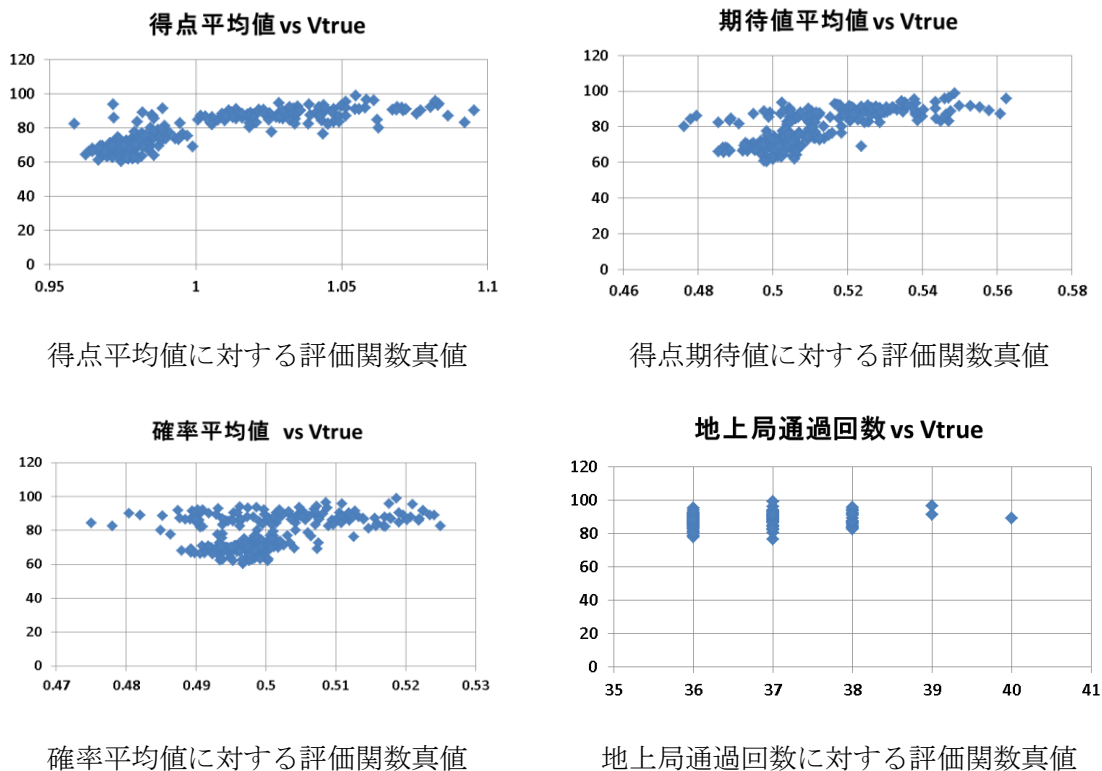 得点平均値 vs Vtrue
120
100
80
60
40
20
0
0.95 1 1.05 1.1
得点平均値に対する評価関数真値
期待値平均値 vs Vtrue
120
100
80
60
40
20
0
0.46 0.48 0.5 0.52 0.54 0.56 0.58
得点期待値に対する評価関数真値
確率平均値 vs Vtrue
120
100
80
60
40
20
0
0.47 0.48 0.49 0.5 0.51 0.52 0.53
確率平均値に対する評価関数真値
地上局通過回数 vs Vtrue
120
100
80
60
40
20
0
35 36 37 38 39 40 41
地上局通過回数に対する評価関数真値